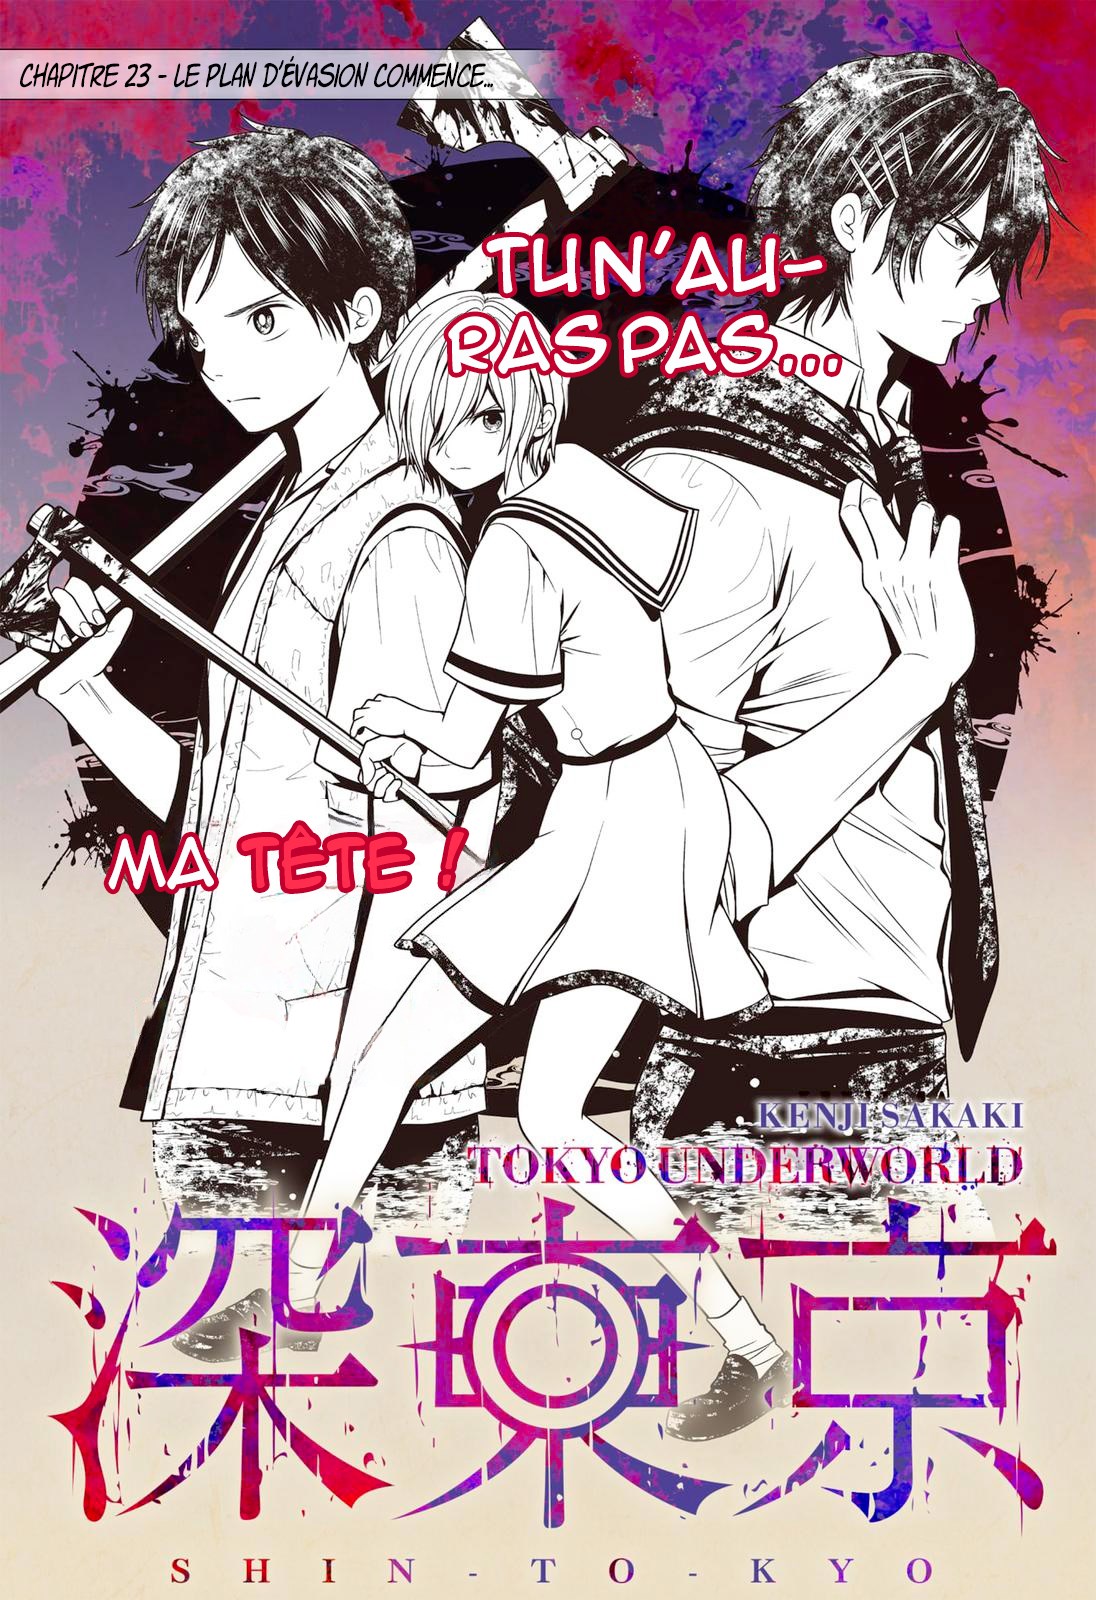 CHAPITRE 23 - LE PLAN D'ÉVASION COMMENCE...
TU N'AU-
RAS PAS...
MA TÊTE !
KENJI SAKAKI
TOKYO UNDERWORLD
深東京
SHIN-TO-KYO